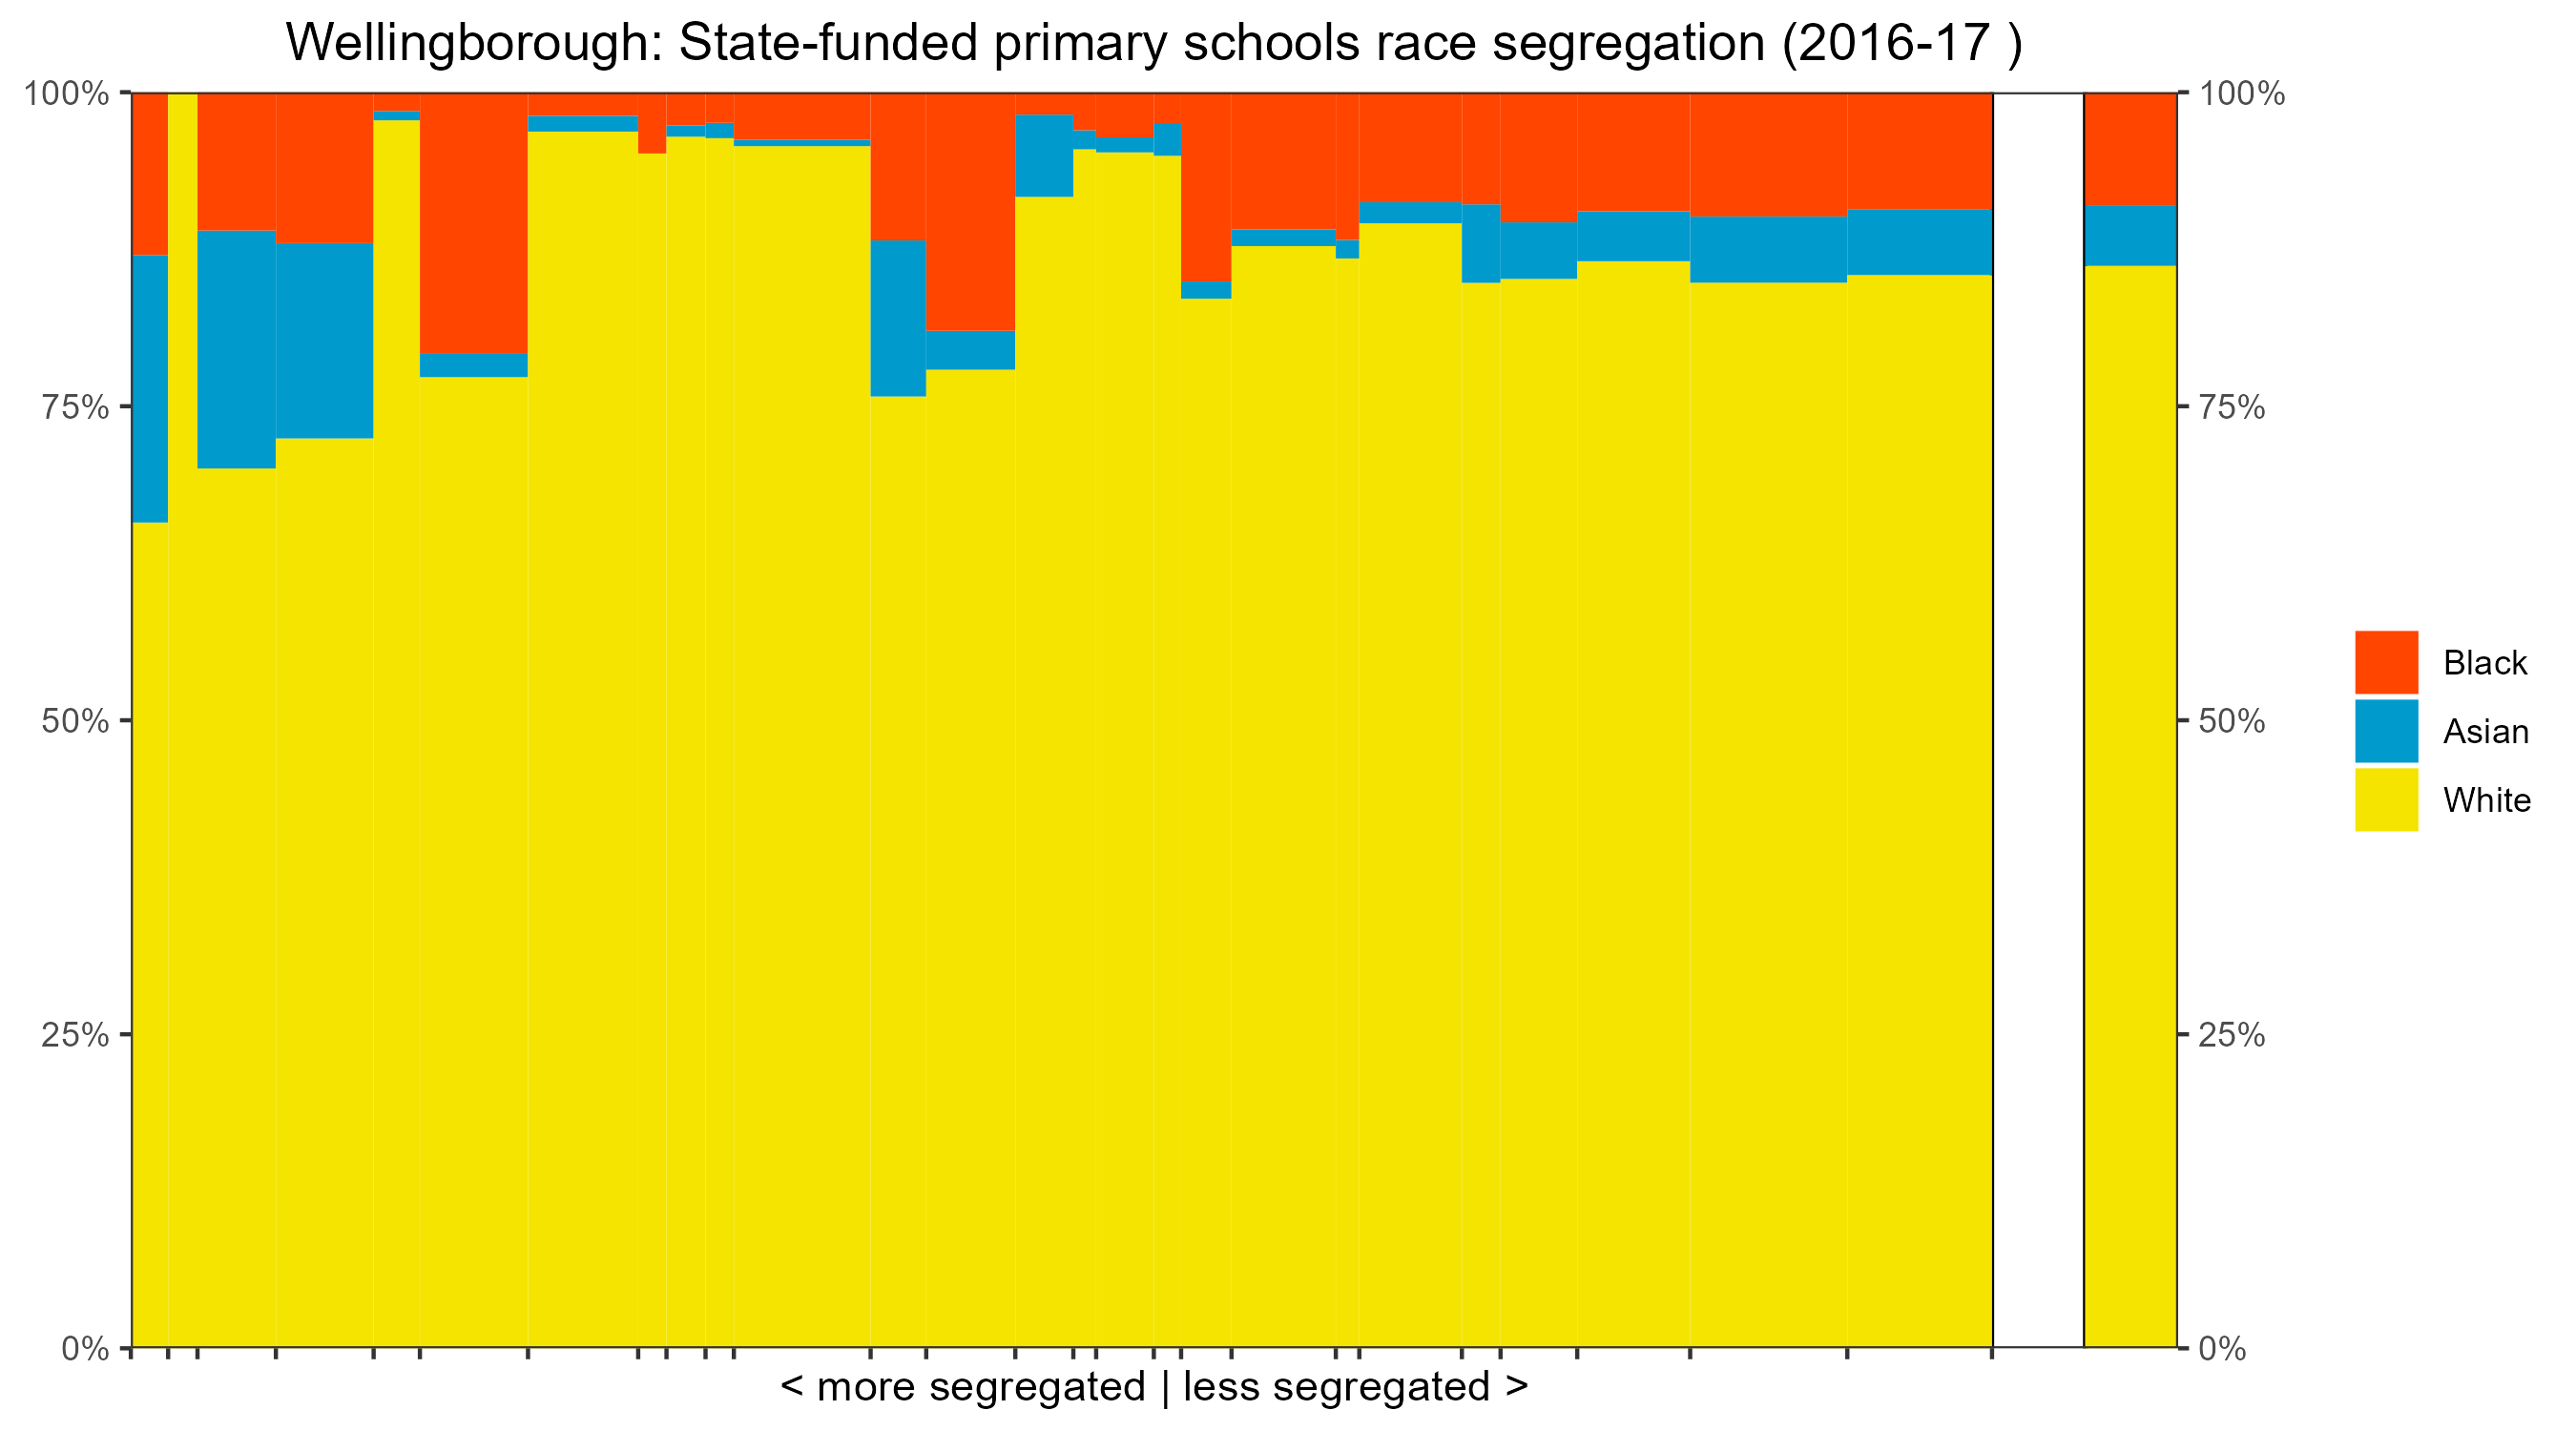 Wellingborough: State-funded primary schools race segregation (2016-17 )
100%
75%
50%
25%
0%
100%
75%
50%
25%
0%
Black
Asian
White
< more segregated | less segregated >